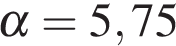 α = 5,75